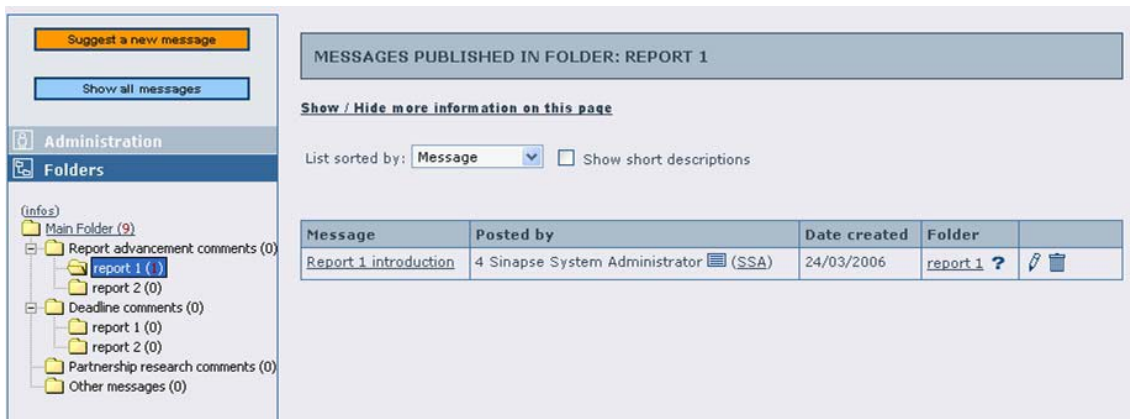 Suggest a new message
Show all messages
Administration
Folders
(infos)
Main Folder (9)
Report advancement comments (0)
report 1 (1)
report 2 (0)
Deadline comments (0)
report 1 (0)
report 2 (0)
Partnership research comments (0)
Other messages (0)
MESSAGES PUBLISHED IN FOLDER: REPORT 1
Show / Hide more information on this page
List sorted by: Message Show short descriptions
Message Posted by Date created Folder
Report 1 introduction 4 Sinapse System Administrator (SSA) 24/03/2006 report 1 ?